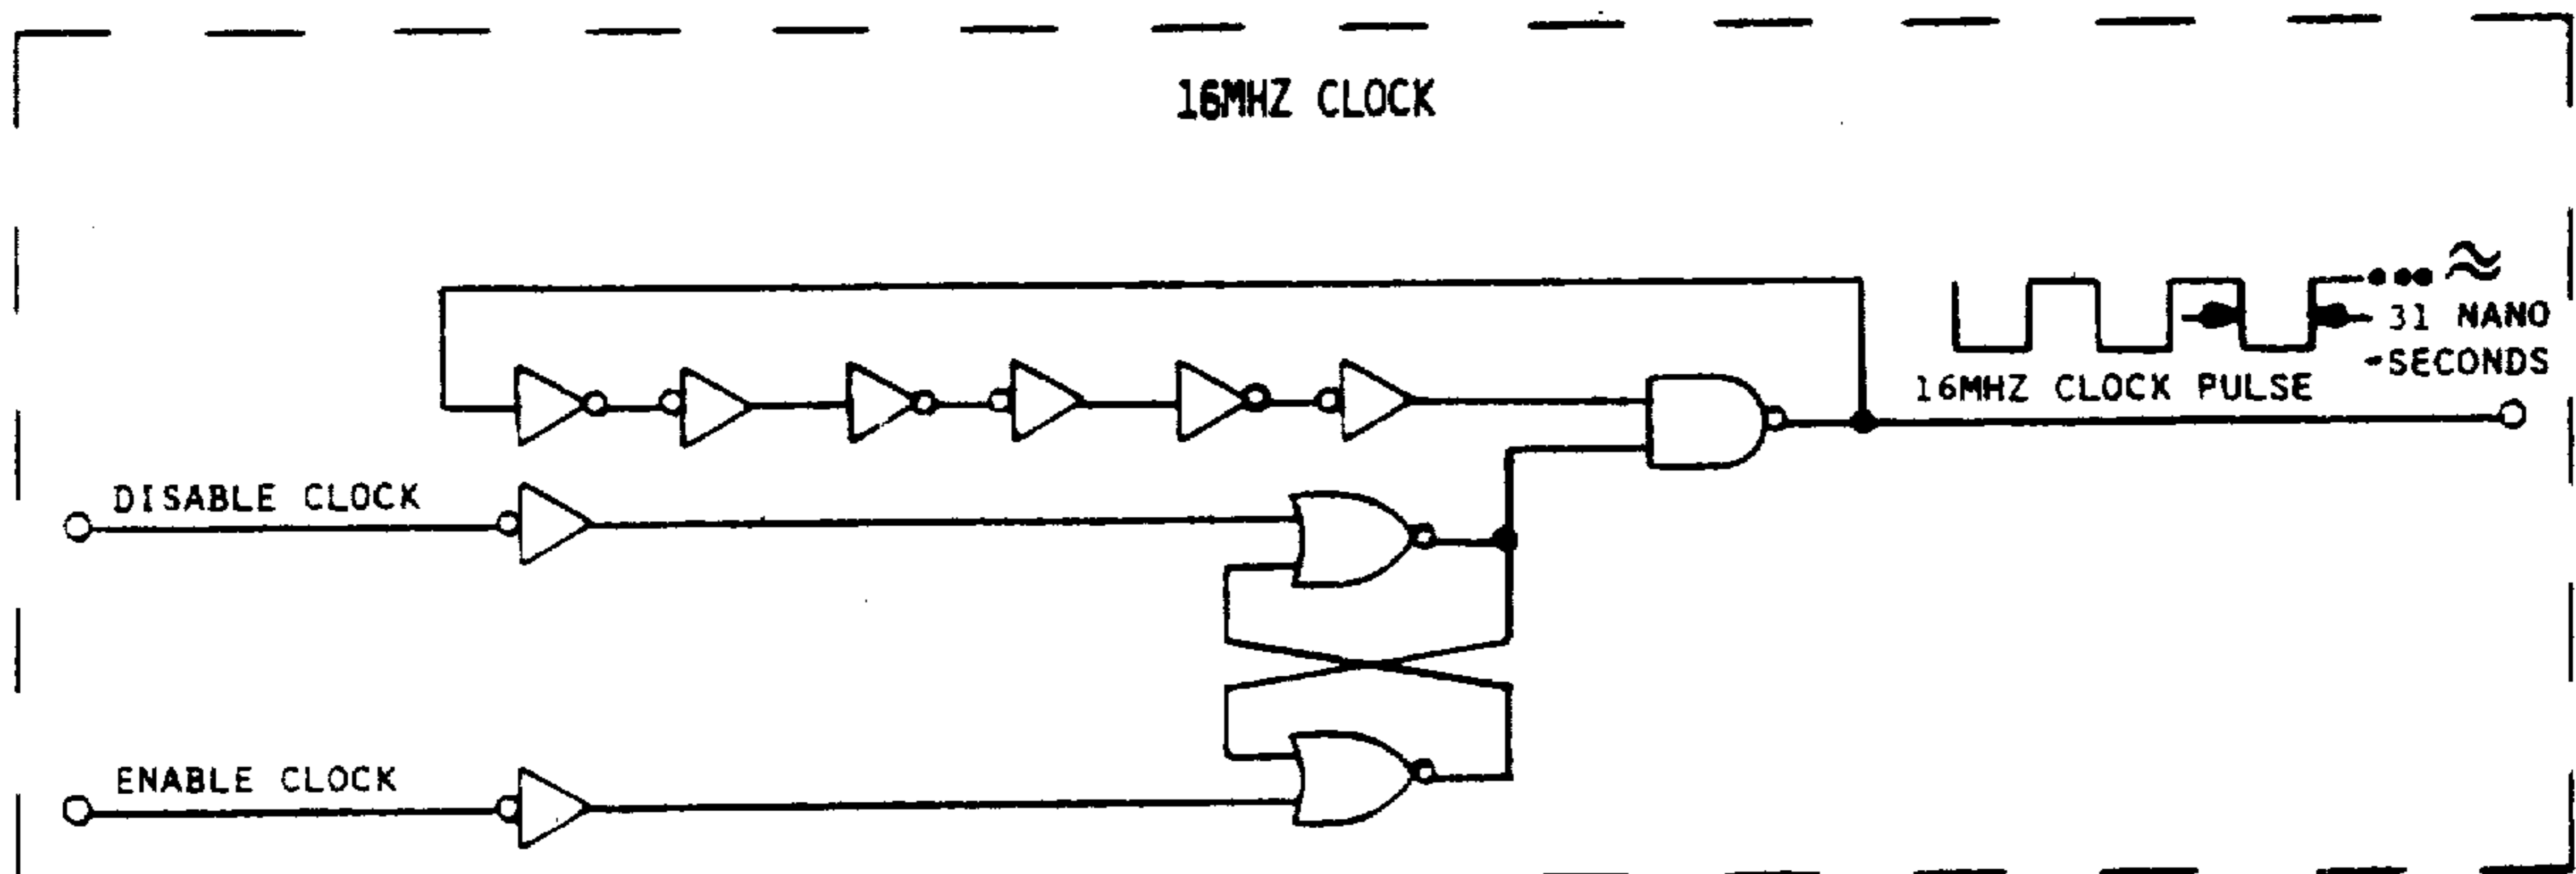 16MHZ CLOCK
31 NANO
-SECONDS
16MHZ CLOCK PULSE
DISABLE CLOCK
ENABLE CLOCK